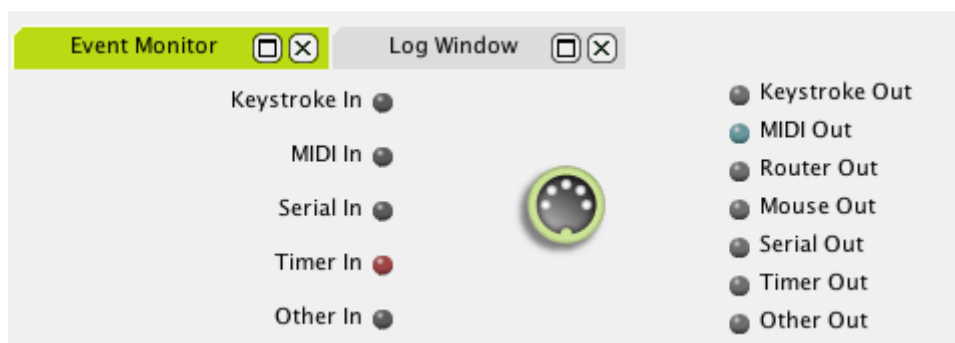 Event Monitor
Log Window
Keystroke In
MIDI In
Serial In
Timer In
Other In
Keystroke Out
MIDI Out
Router Out
Mouse Out
Serial Out
Timer Out
Other Out